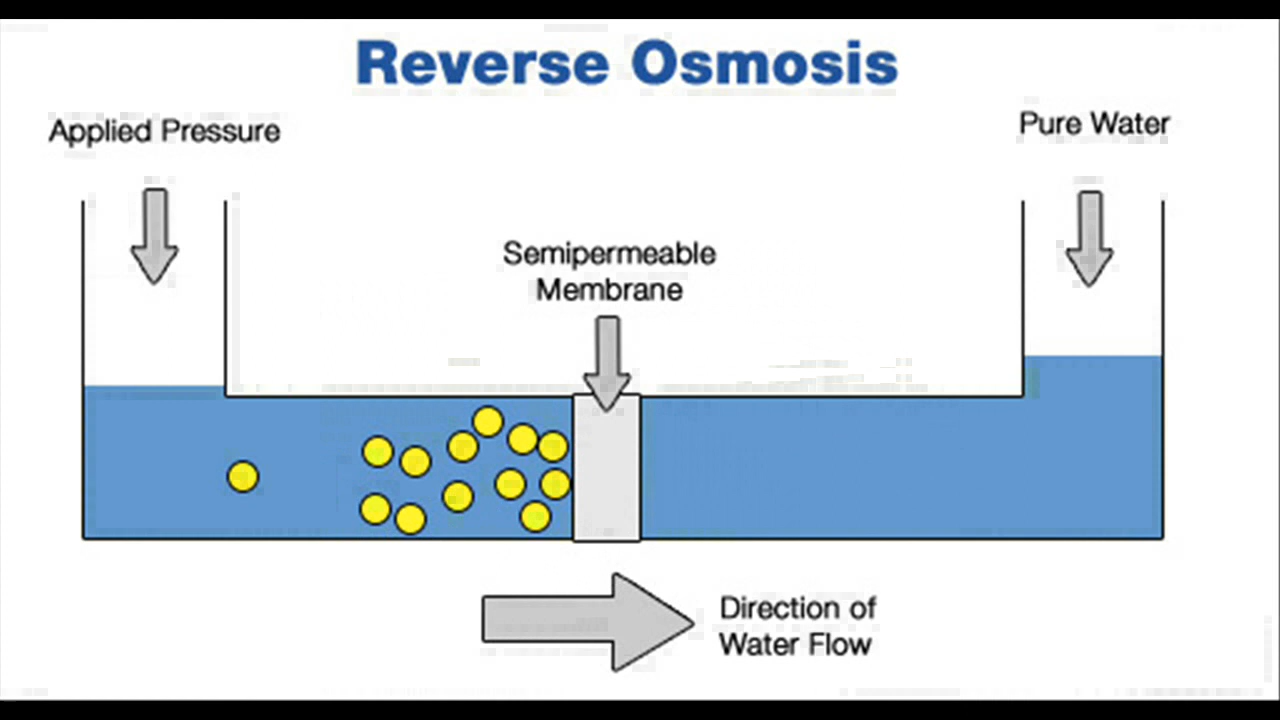 Reverse Osmosis
Applied Pressure
Pure Water
Semipermeable
Membrane
Direction of
Water Flow